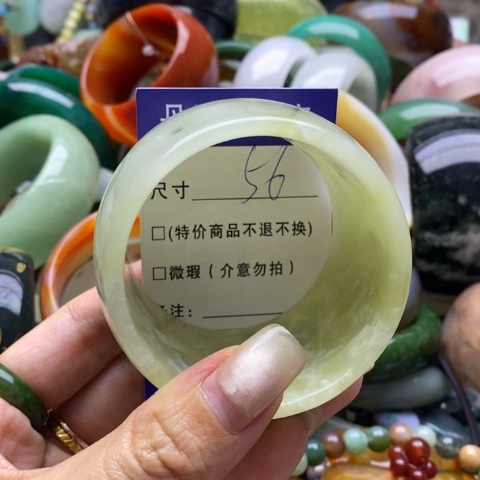 尺寸 56
□(特价商品不退不换)
□微瑕（介意勿拍）
注：